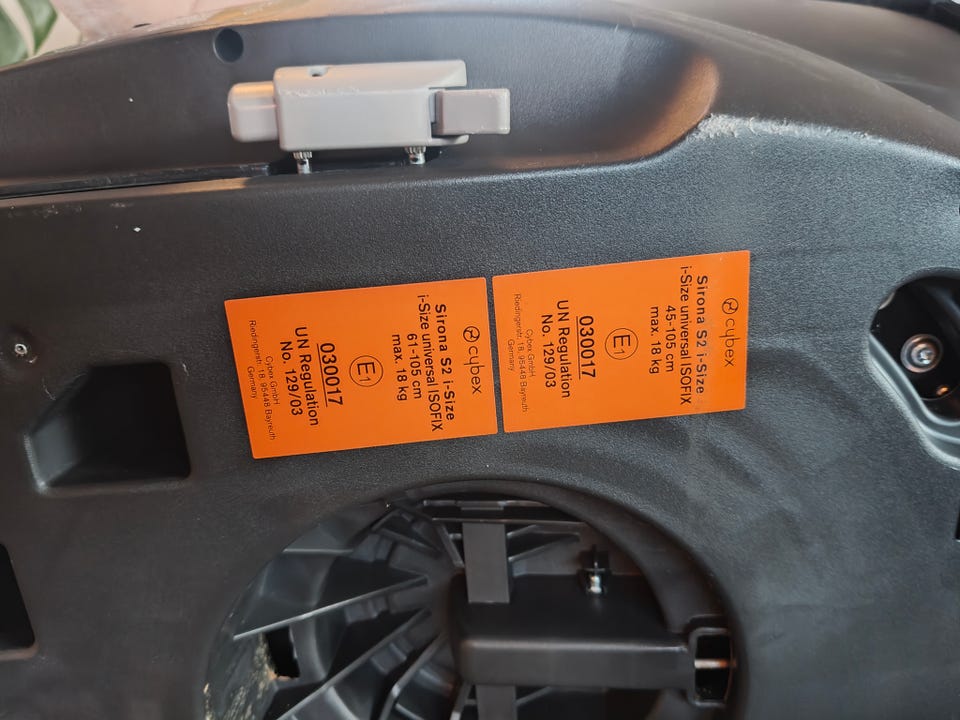 cybex
Sirona S2 i-Size
i-Size universal ISOFIX
45-105 cm
max. 18 kg
E1
030017
UN Regulation
No. 129/03
Cybex GmbH
Riedingerstr. 18, 95448 Bayreuth
Germany
cybex
Sirona S2 i-Size
i-Size universal ISOFIX
61-105 cm
max. 18 kg
E1
030017
UN Regulation
No. 129/03
Cybex GmbH
Riedingerstr. 18, 95448 Bayreuth
Germany